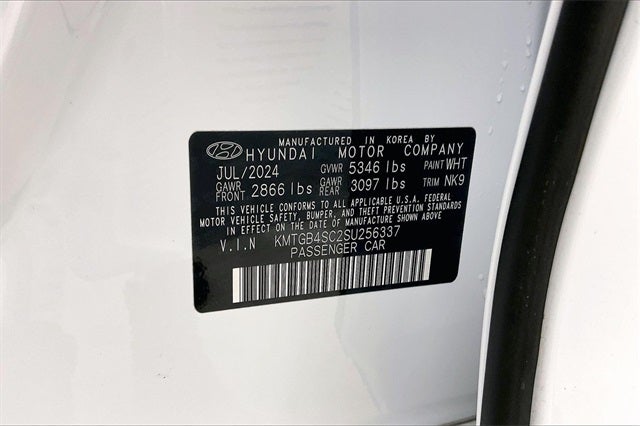 MANUFACTURED IN KOREA BY
HYUNDAI MOTOR COMPANY
JUL/2024 GVWR 5346 lbs PAINT WHT
GAWR FRONT 2866 lbs GAWR REAR 3097 lbs TRIM NK9
THIS VEHICLE CONFORMS TO ALL APPLICABLE U.S.A. FEDERAL
MOTOR VEHICLE SAFETY, BUMPER, AND THEFT PREVENTION STANDARDS
IN EFFECT ON THE DATE OF MANUFACTURE SHOWN ABOVE.
V.I.N KMTGB4SC2SU256337
PASSENGER CAR